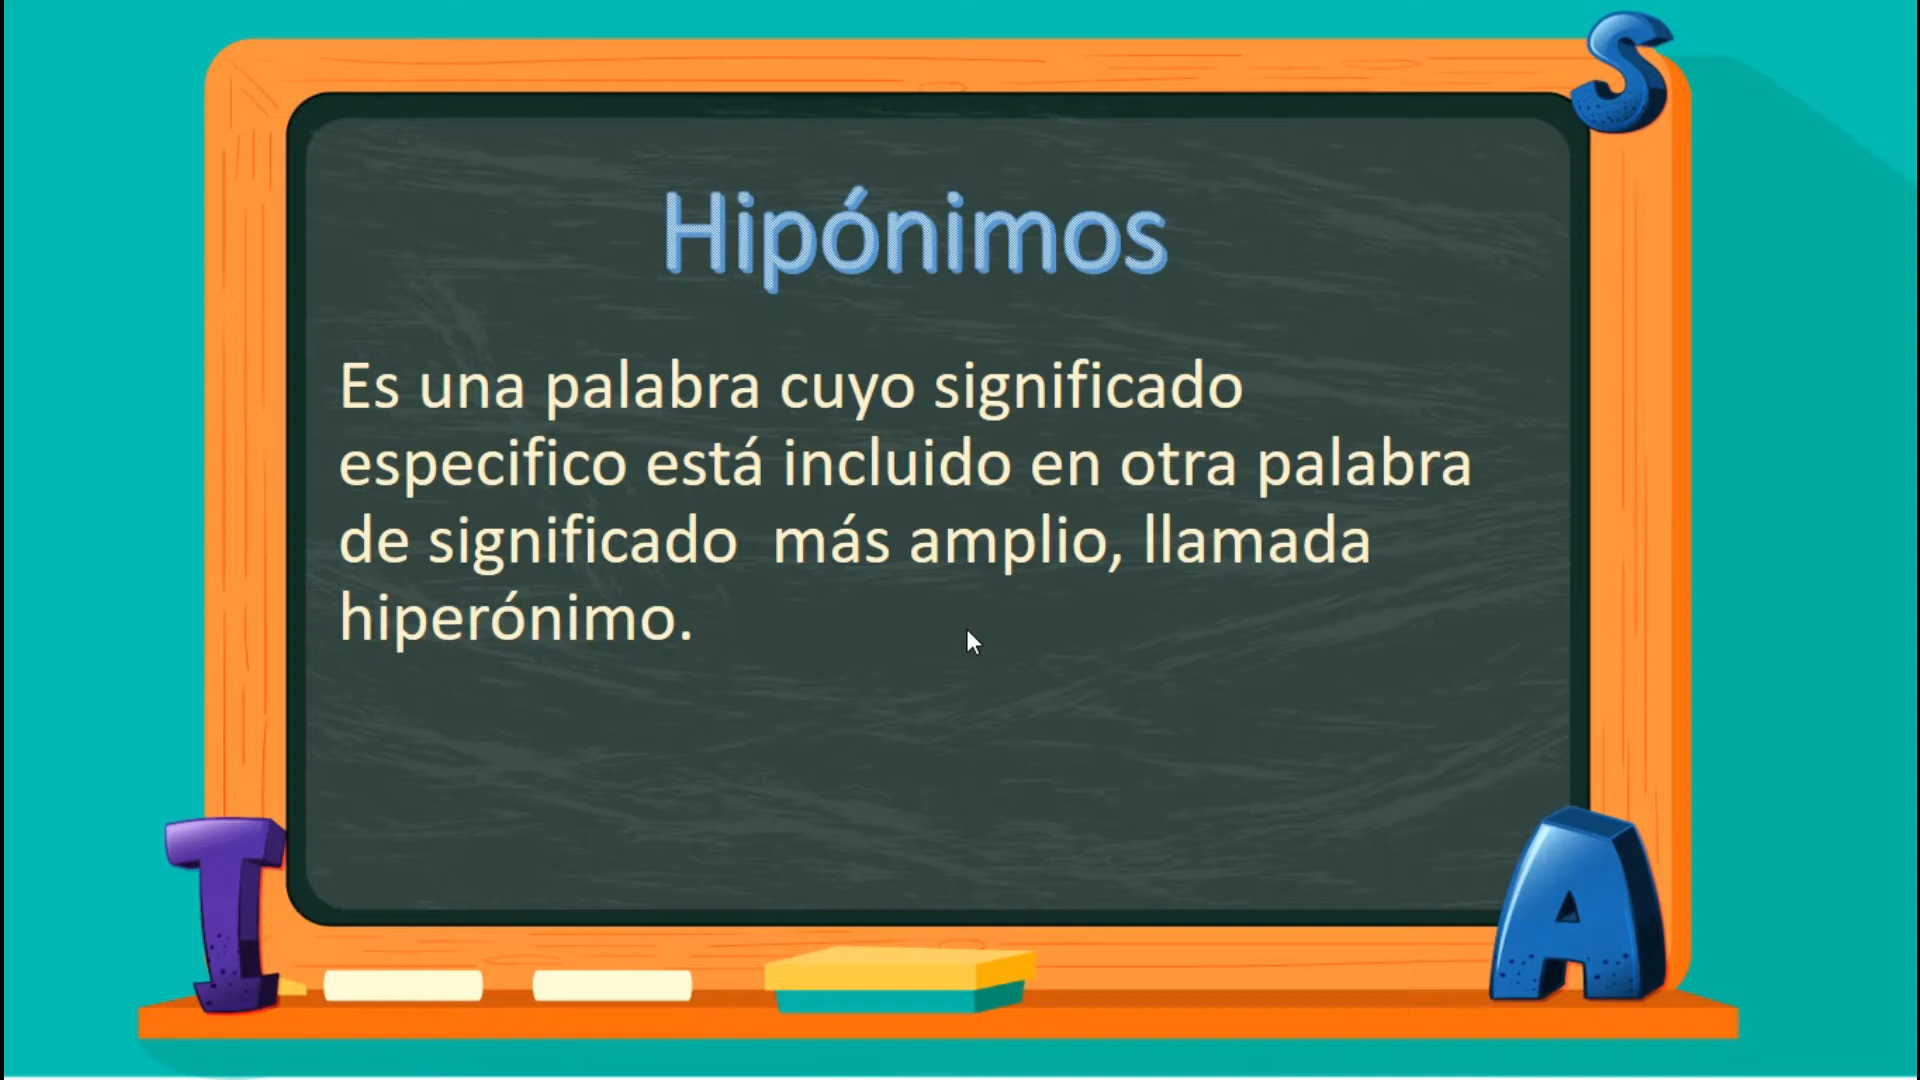 S
Hipónimos
Es una palabra cuyo significado
especifico está incluido en otra palabra
de significado  más amplio, llamada
hiperónimo.
I
A